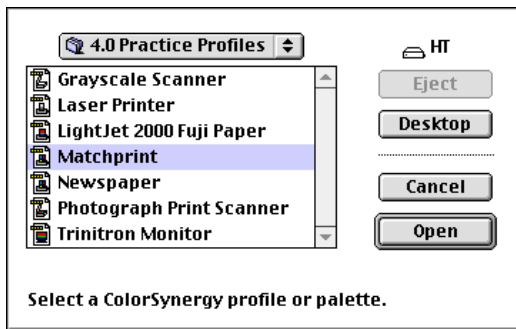 4.0 Practice Profiles
HT
Grayscale Scanner
Laser Printer
LightJet 2000 Fuji Paper
Matchprint
Newspaper
Photograph Print Scanner
Trinitron Monitor
Eject
Desktop
Cancel
Open
Select a ColorSynergy profile or palette.